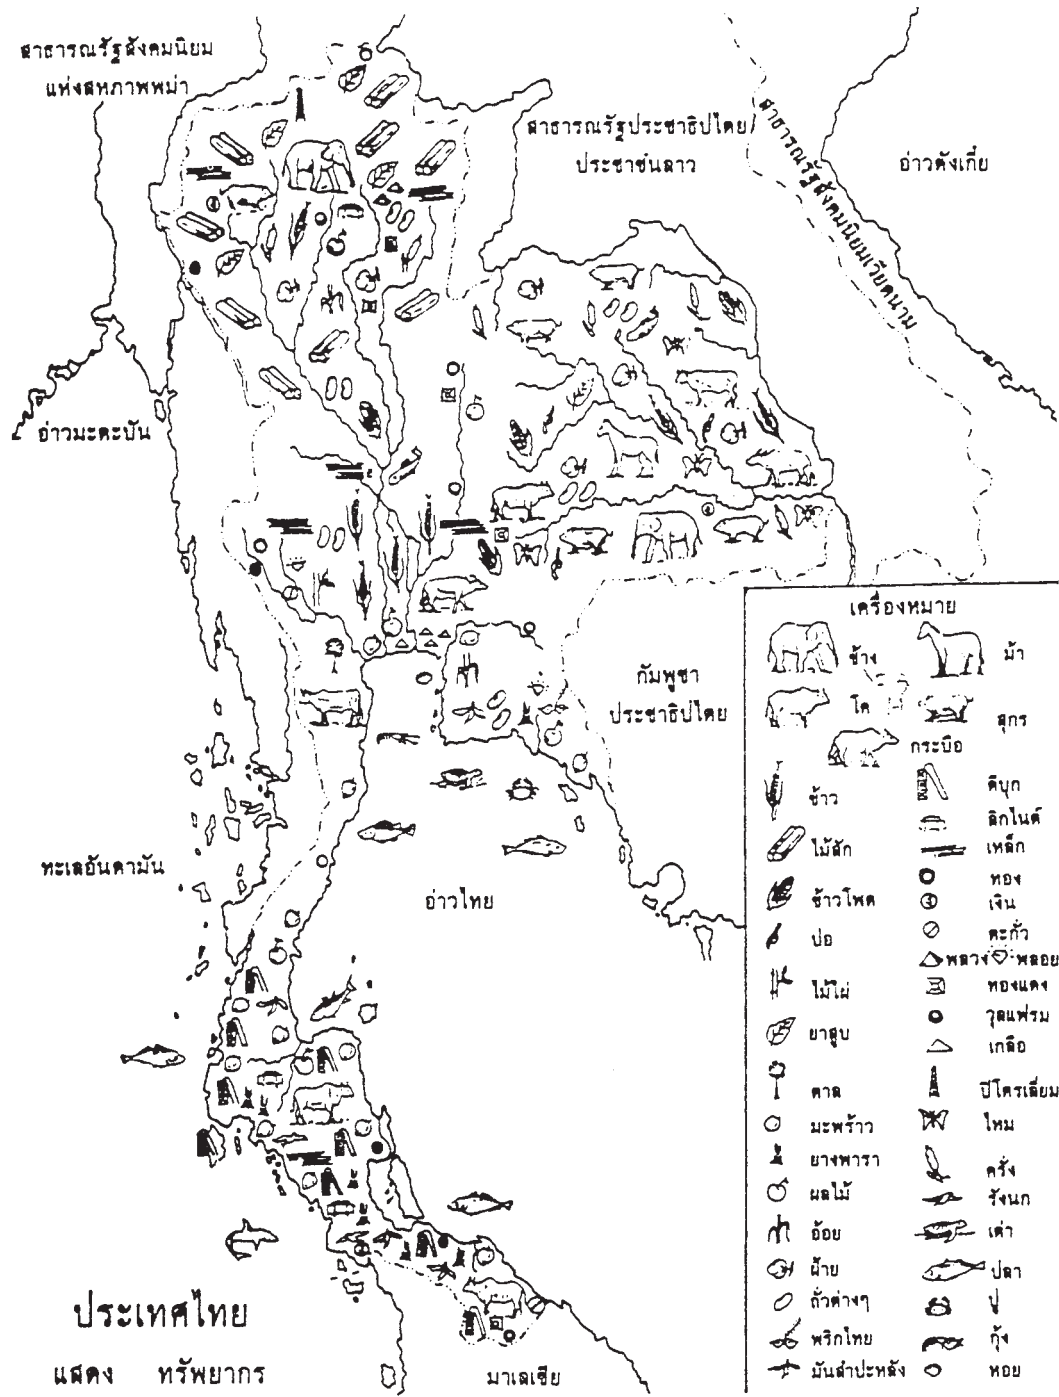 สาธารณรัฐสังคมนิยม
แห่งสหภาพพม่า
สาธารณรัฐประชาธิปไตย
ประชาชนลาว
สาธารณรัฐสังคมนิยมเวียดนาม
อ่าวตังเกี๋ย
อ่าวมะตะบัน
กัมพูชา
ประชาธิปไตย
ทะเลอันดามัน
อ่าวไทย
มาเลเซีย
ประเทศไทย
แสดง ทรัพยากร
เครื่องหมาย
ช้าง ม้า
โค สุกร
กระบือ
ข้าว ดีบุก
ลิกไนต์
ไม้สัก เหล็ก
ทอง
ข้าวโพด เงิน
ปอ ตะกั่ว
พลวง พลอย
ไม้ไผ่ ทองแดง
วุลแฟรม
ยาสูบ เกลือ
ตาล ปิโตรเลี่ยม
มะพร้าว ไหม
ยางพารา ครั่ง
ผลไม้ รังนก
อ้อย เต่า
ฝ้าย ปลา
ถั่วต่างๆ ปู
พริกไทย กุ้ง
มันสำปะหลัง หอย